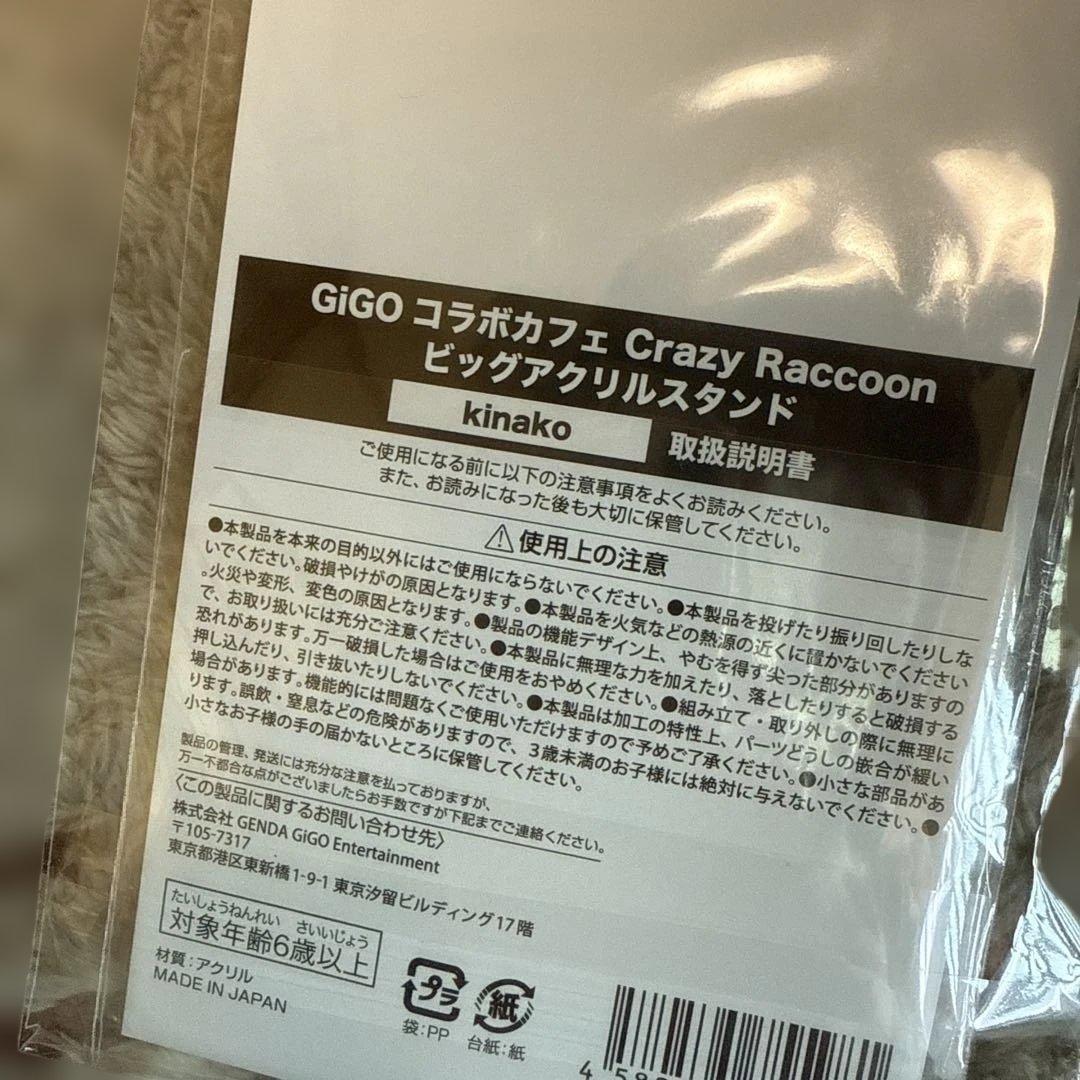 GiGO コラボカフェ Crazy Raccoon
ビッグアクリルスタンド
kinako 取扱説明書
ご使用になる前に以下の注意事項をよくお読みください。
また、お読みになった後も大切に保管してください。
⚠使用上の注意
●本製品を本来の目的以外にはご使用にならないでください。●本製品を投げたり振り回したりしな
いでください。破損やけがの原因となります。●本製品を火気などの熱源の近くに置かないでください
。火災や変形、変色の原因となります。●製品の機能デザイン上、やむを得ず尖った部分がありますの
で、お取り扱いには充分ご注意ください。●本製品に無理な力を加えたり、落としたりすると破損する
恐れがあります。万一破損した場合はご使用をおやめください。●組み立て・取り外しの際に無理に
押し込んだり、引き抜いたりしないでください。●本製品は加工の特性上、パーツどうしの嵌合が緩い
場合があります。機能的には問題なくご使用いただけますので予めご了承ください。●小さな部品があ
ります。誤飲・窒息などの危険がありますので、3歳未満のお子様には絶対に与えないでください。●
小さなお子様の手の届かないところに保管してください。
製品の管理、発送には充分な注意を払っておりますが、
万一不都合な点がございましたらお手数ですが下記までご連絡ください。
〈この製品に関するお問い合わせ先〉
株式会社 GENDA GiGO Entertainment
〒105-7317
東京都港区東新橋1-9-1 東京汐留ビルディング17階
たいしょうねんれい さいいじょう
対象年齢6歳以上
材質：アクリル
MADE IN JAPAN
プラ
袋：PP
紙
台紙：紙
4 58